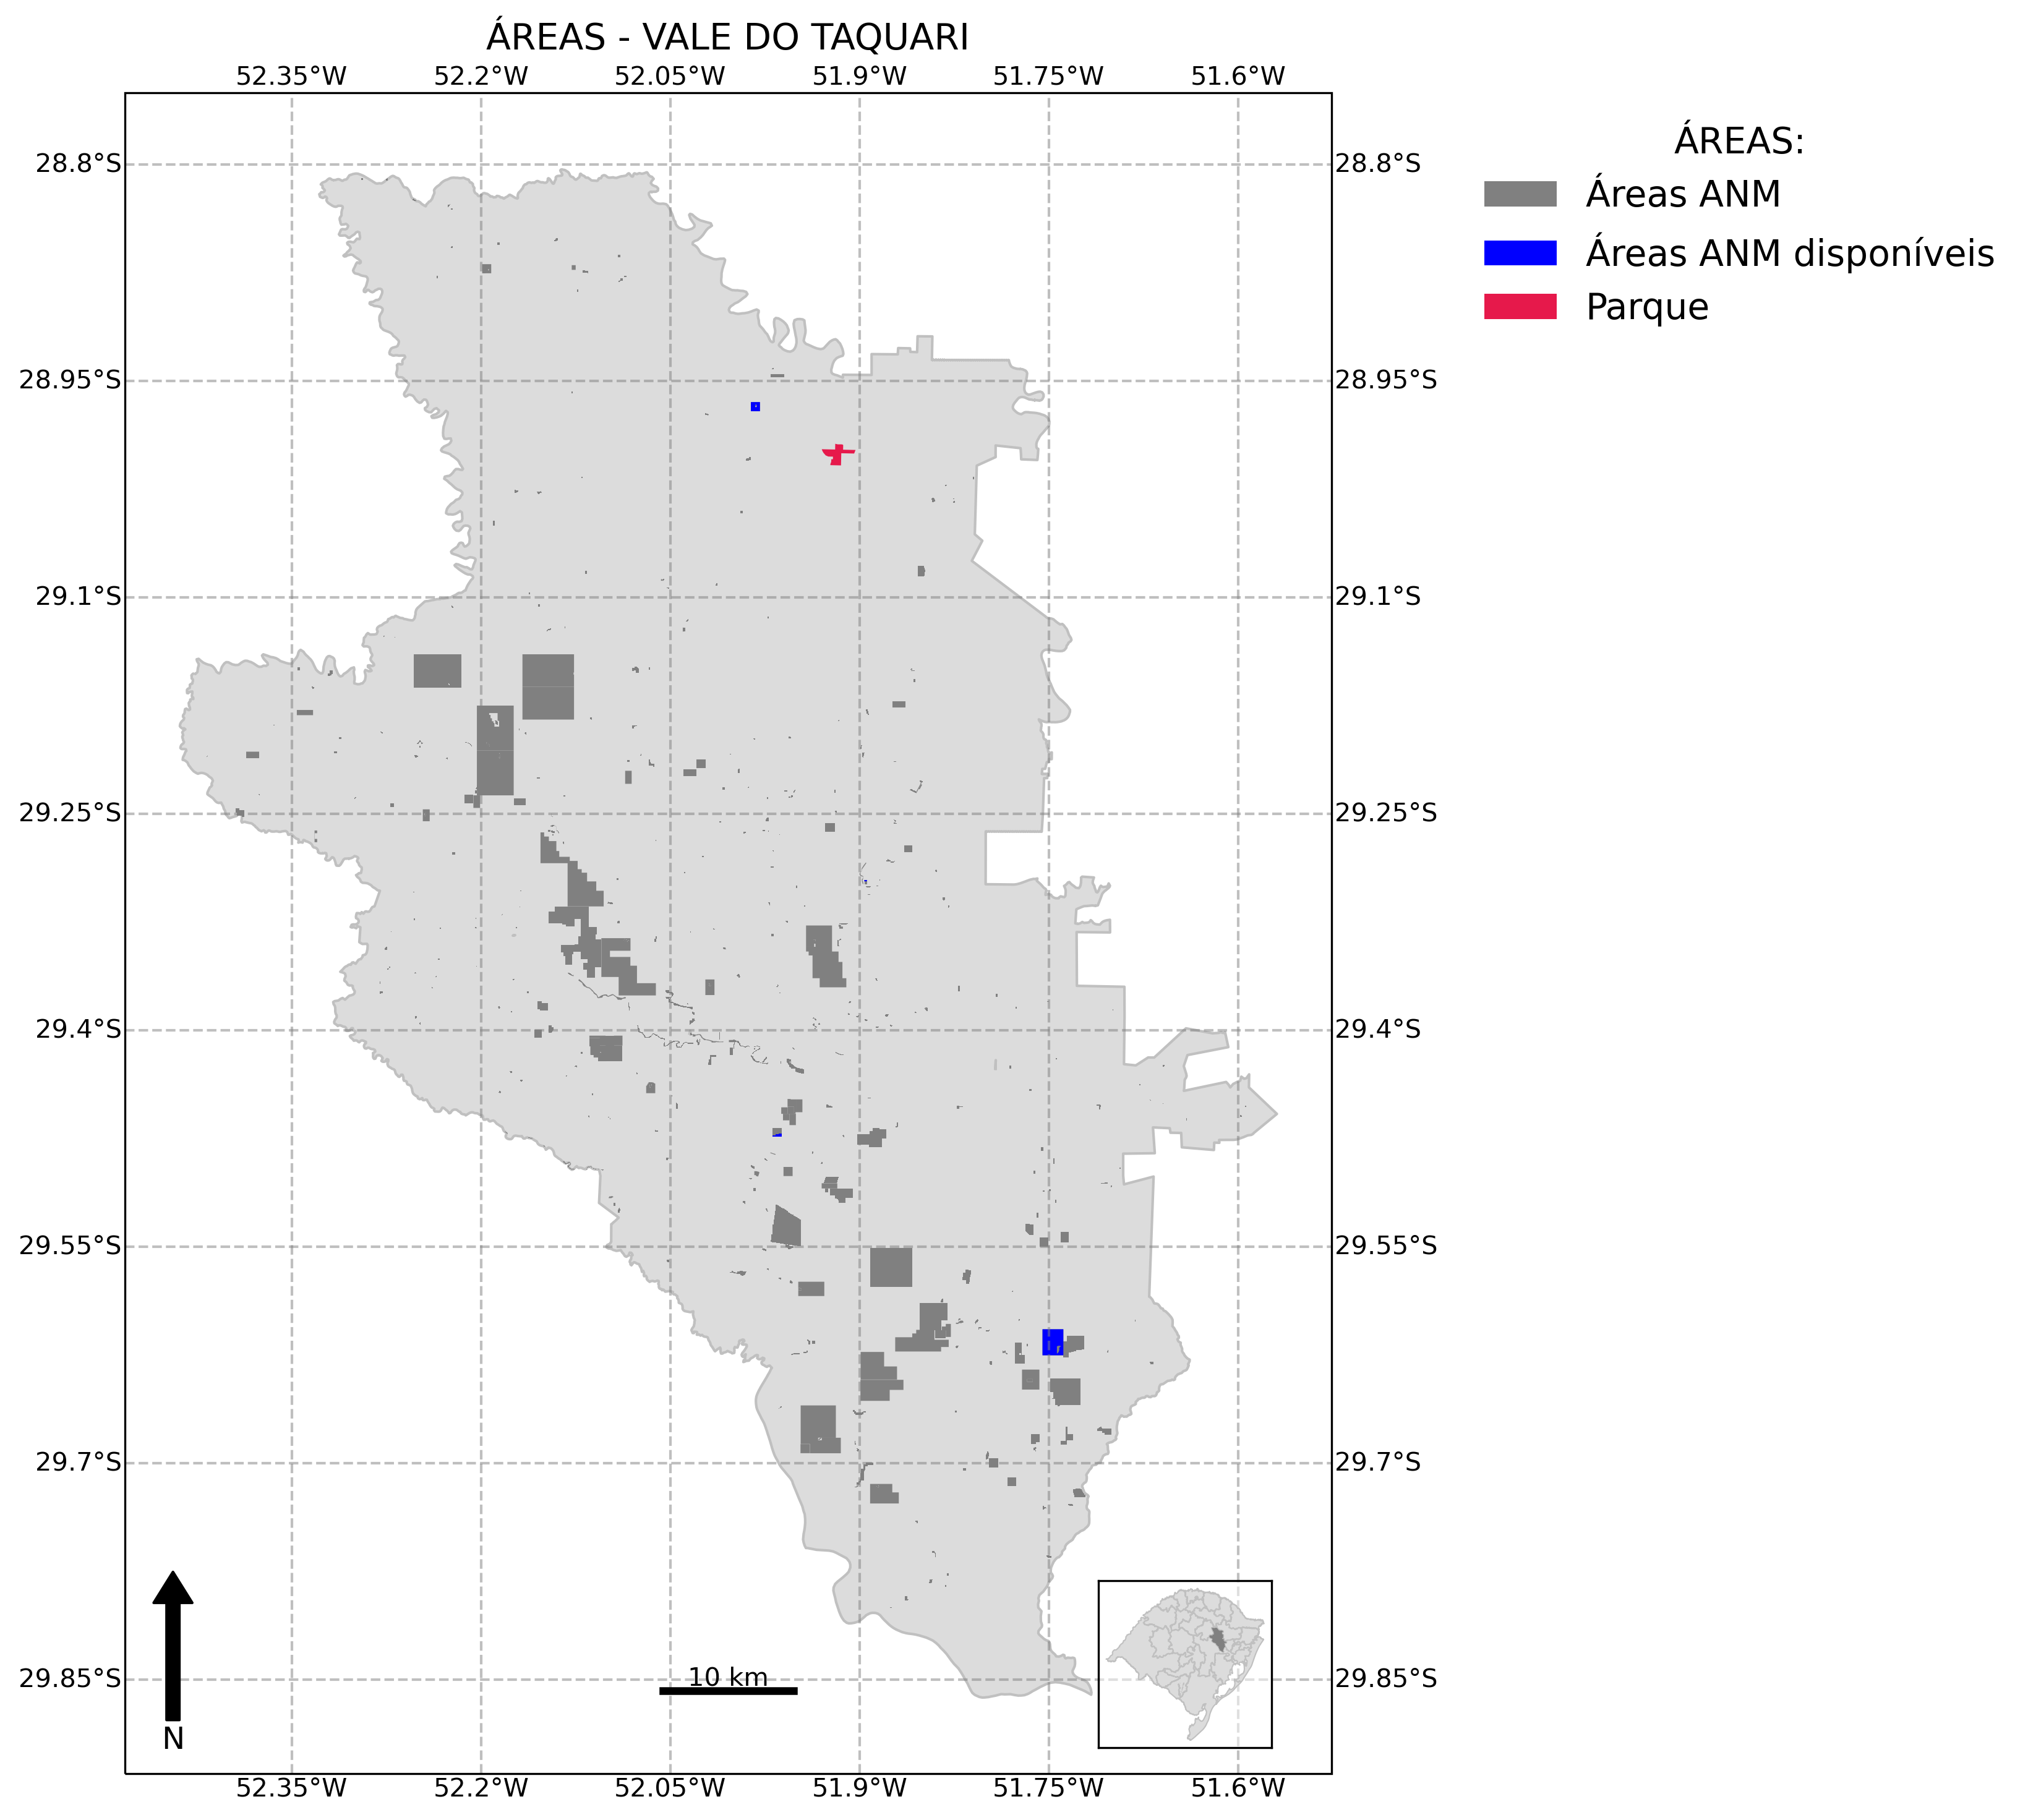 ÁREAS - VALE DO TAQUARI
52.35°W 52.2°W 52.05°W 51.9°W 51.75°W 51.6°W
ÁREAS:
Áreas ANM
Áreas ANM disponíveis
Parque
28.8°S 28.8°S
28.95°S 28.95°S
29.1°S 29.1°S
29.25°S 29.25°S
29.4°S 29.4°S
29.55°S 29.55°S
29.7°S 29.7°S
29.85°S 29.85°S
10 km
N
52.35°W 52.2°W 52.05°W 51.9°W 51.75°W 51.6°W